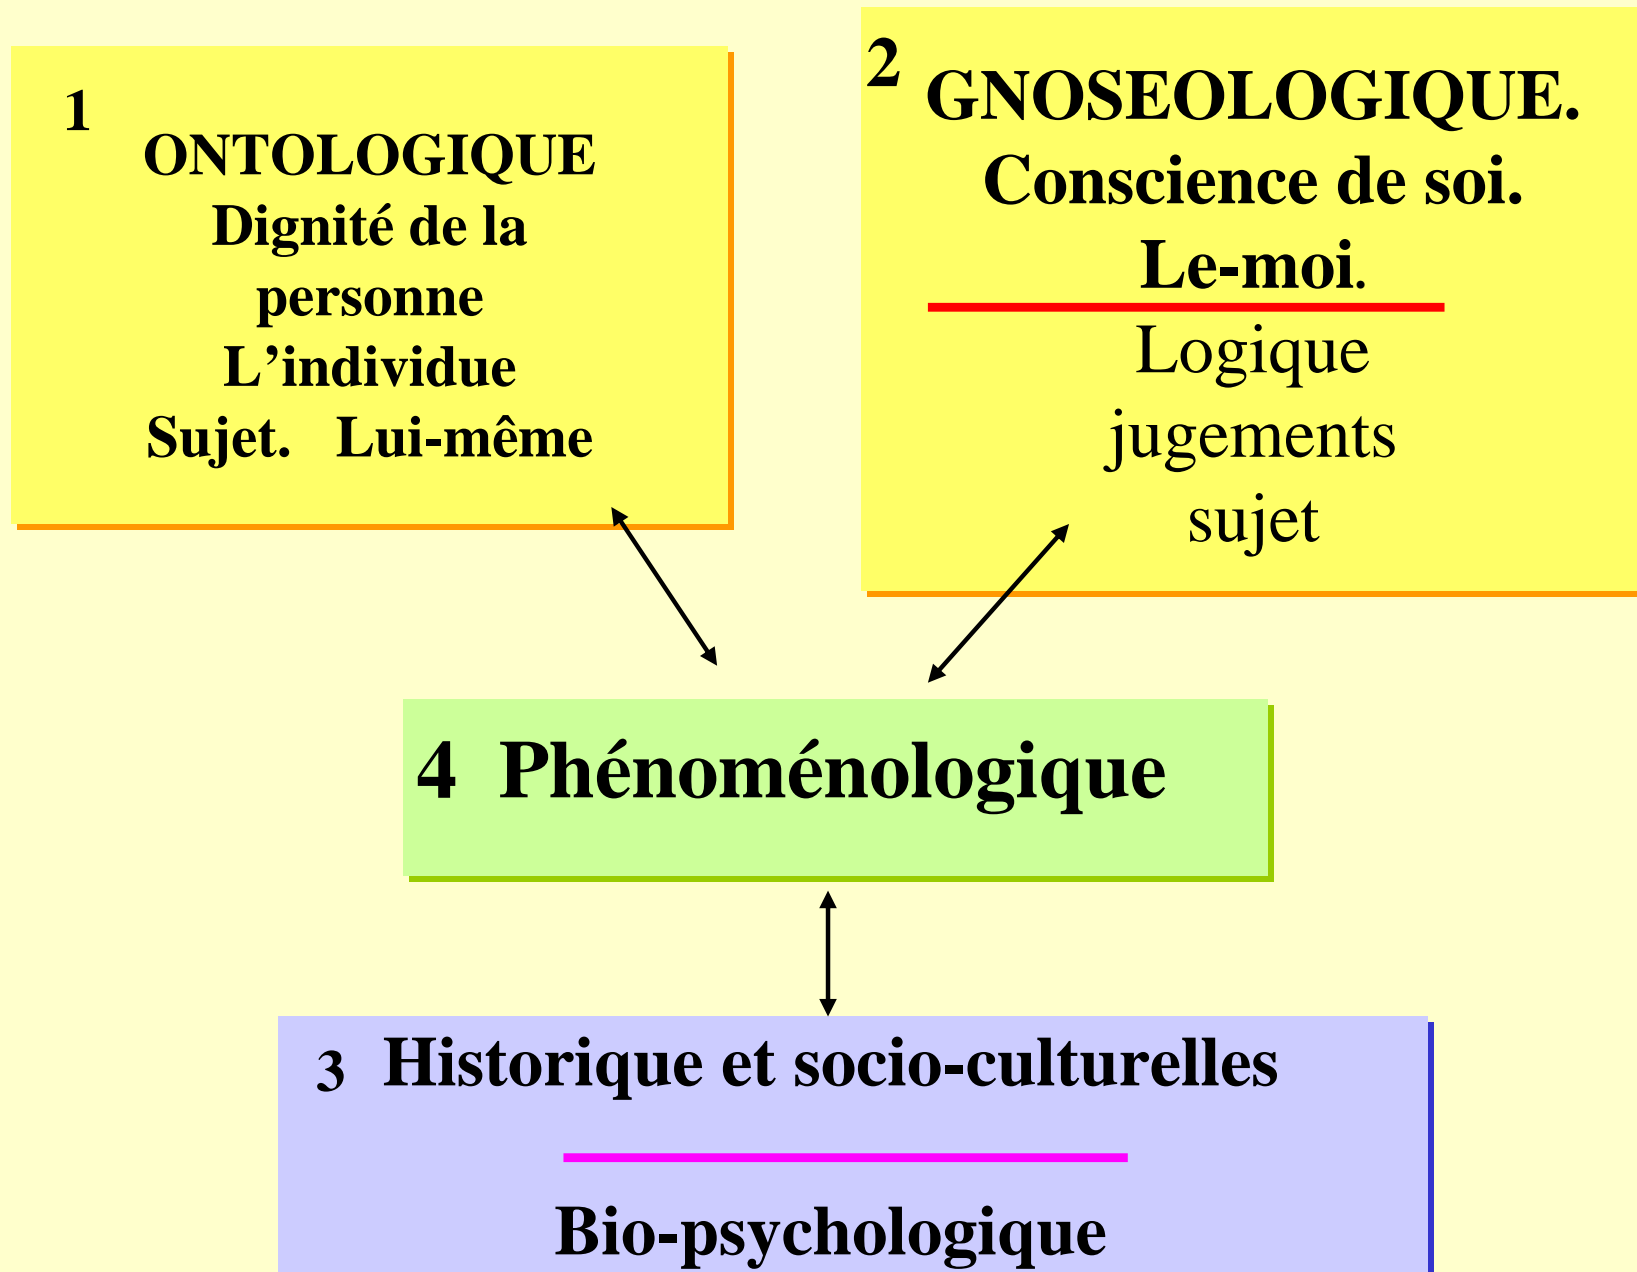 1
ONTOLOGIQUE
Dignité de la
personne
L’individue
Sujet. Lui-même
2
GNOSEOLOGIQUE.
Conscience de soi.
Le-moi.
Logique
jugements
sujet
4 Phénoménologique
3 Historique et socio-culturelles
Bio-psychologique